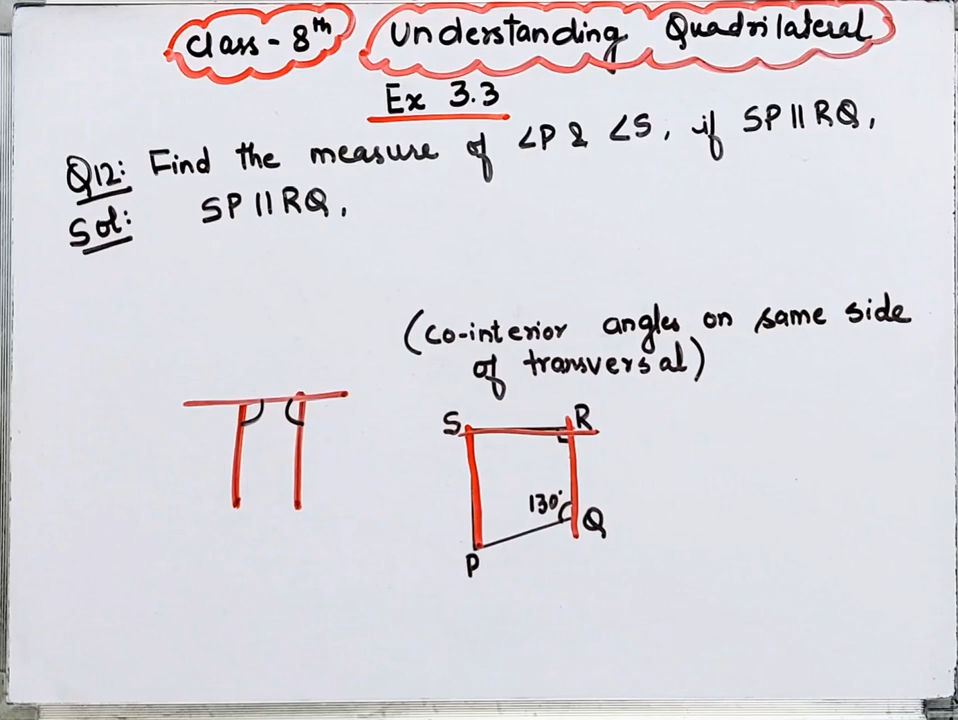 Class - 8th Understanding Quadrilateral
Ex 3.3
Q12: Find the measure of ∠P & ∠S, if SP || RQ,
Sol: SP || RQ,
(Co-interior angles on same side
of transversal)
S R
130°
Q
P